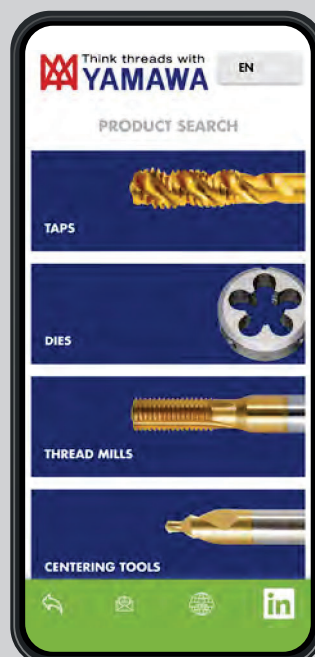 Think threads with
YAMAWA
EN
PRODUCT SEARCH
TAPS
DIES
THREAD MILLS
CENTERING TOOLS
in